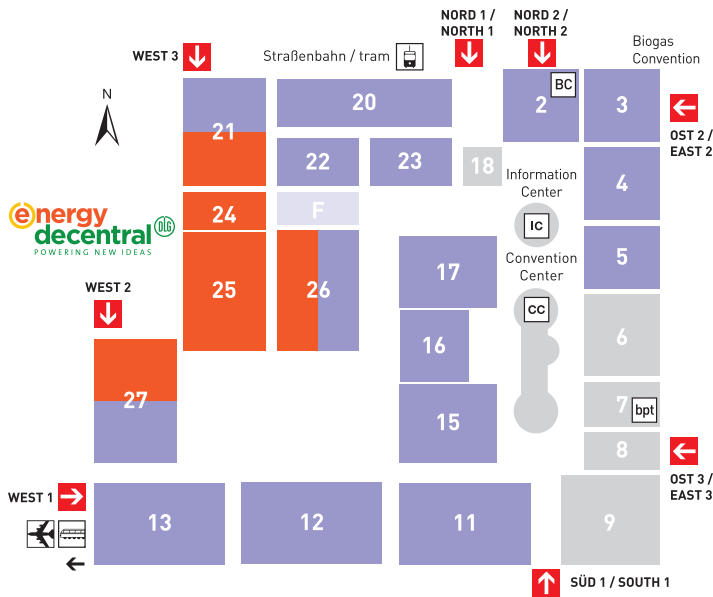 NORD 1 /
NORTH 1
NORD 2 /
NORTH 2
WEST 3
Straßenbahn / tram
Biogas
Convention
N
20
2
BC
3
OST 2 /
EAST 2
21
22
23
18
Information
Center
4
24
F
IC
energy
decentral
DLG
POWERING NEW IDEAS
Convention
Center
5
17
25
26
WEST 2
CC
6
16
27
15
7
bpt
8
OST 3 /
EAST 3
WEST 1
13
12
11
9
SÜD 1 / SOUTH 1